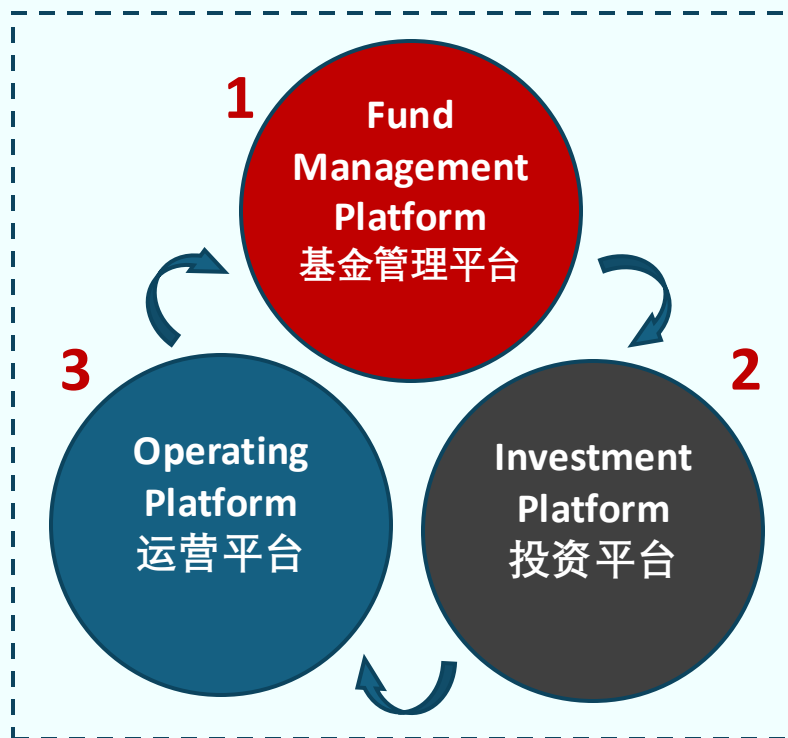 1
Fund
Management
Platform
基金管理平台
2
Investment
Platform
投资平台
3
Operating
Platform
运营平台